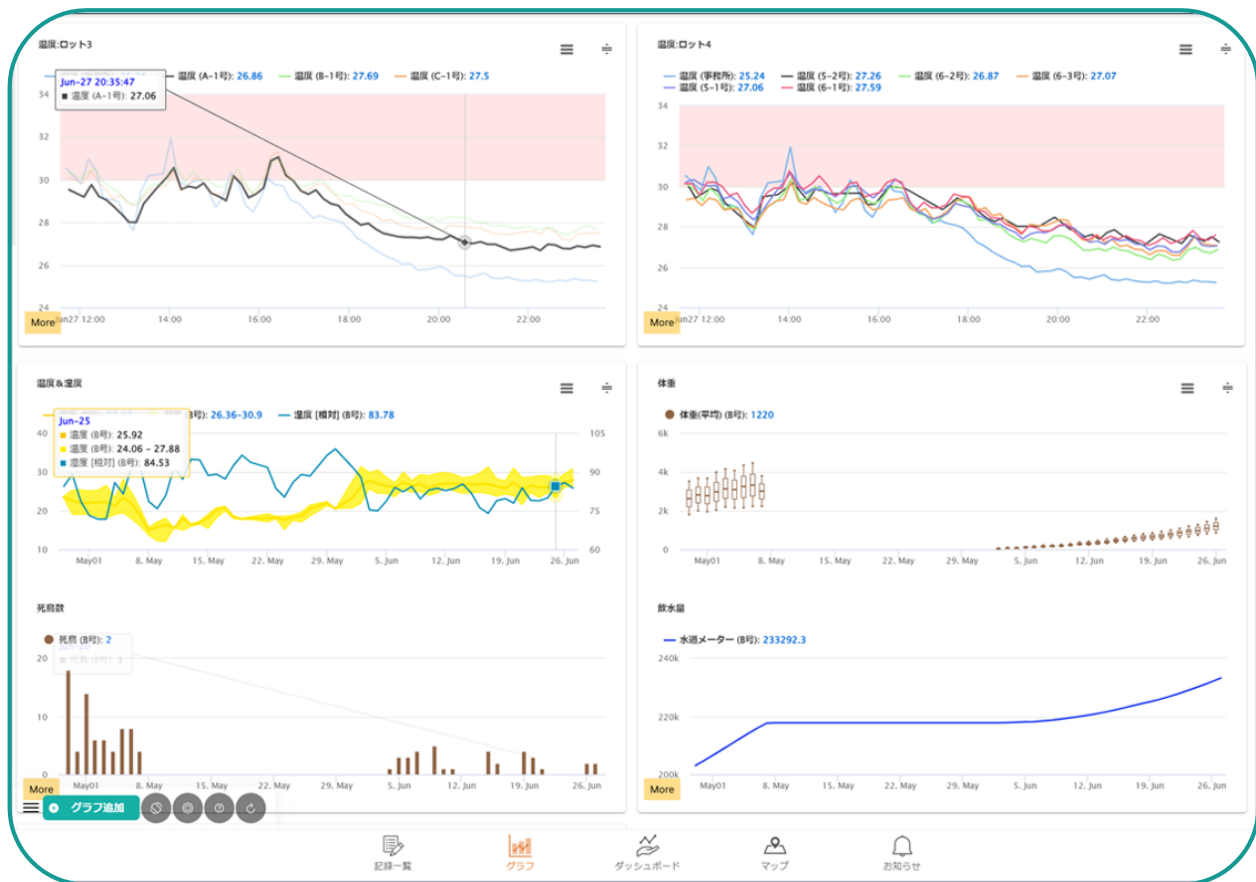 温度:ロット3
温度 (A-1号): 26.86
温度 (B-1号): 27.69
温度 (C-1号): 27.5
Jun-27 20:35:47
温度 (A-1号): 27.06
34
32
30
28
26
24
Jun27 12:00 14:00 16:00 18:00 20:00 22:00
More
温度:ロット4
温度 (事務所): 25.24 温度 (5-2号): 27.26 温度 (6-2号): 26.87 温度 (6-3号): 27.07
温度 (5-1号): 27.06 温度 (6-1号): 27.59
34
32
30
28
26
24
Jun27 12:00 14:00 16:00 18:00 20:00 22:00
More
温度&湿度
号): 26.36-30.9 湿度 [相対] (B号): 83.78
Jun-25
温度 (B号): 25.92
温度 (B号): 24.06 - 27.88
湿度 [相対] (B号): 84.53
40 105
30 90
20 75
10 60
May01 8. May 15. May 22. May 29. May 5. Jun 12. Jun 19. Jun 26. Jun
体重
体重(平均) (B号): 1220
6k
4k
2k
0
May01 8. May 15. May 22. May 29. May 5. Jun 12. Jun 19. Jun 26. Jun
死鳥数
死鳥 (B号): 2
死鳥 (B号): 3
20
10
0
May01 8. May 15. May 22. May 29. May 5. Jun 12. Jun 19. Jun 26. Jun
More
飲水量
水道メーター (B号): 233292.3
240k
220k
200k
May01 8. May 15. May 22. May 29. May 5. Jun 12. Jun 19. Jun 26. Jun
More
グラフ追加
記録一覧 グラフ ダッシュボード マップ お知らせ